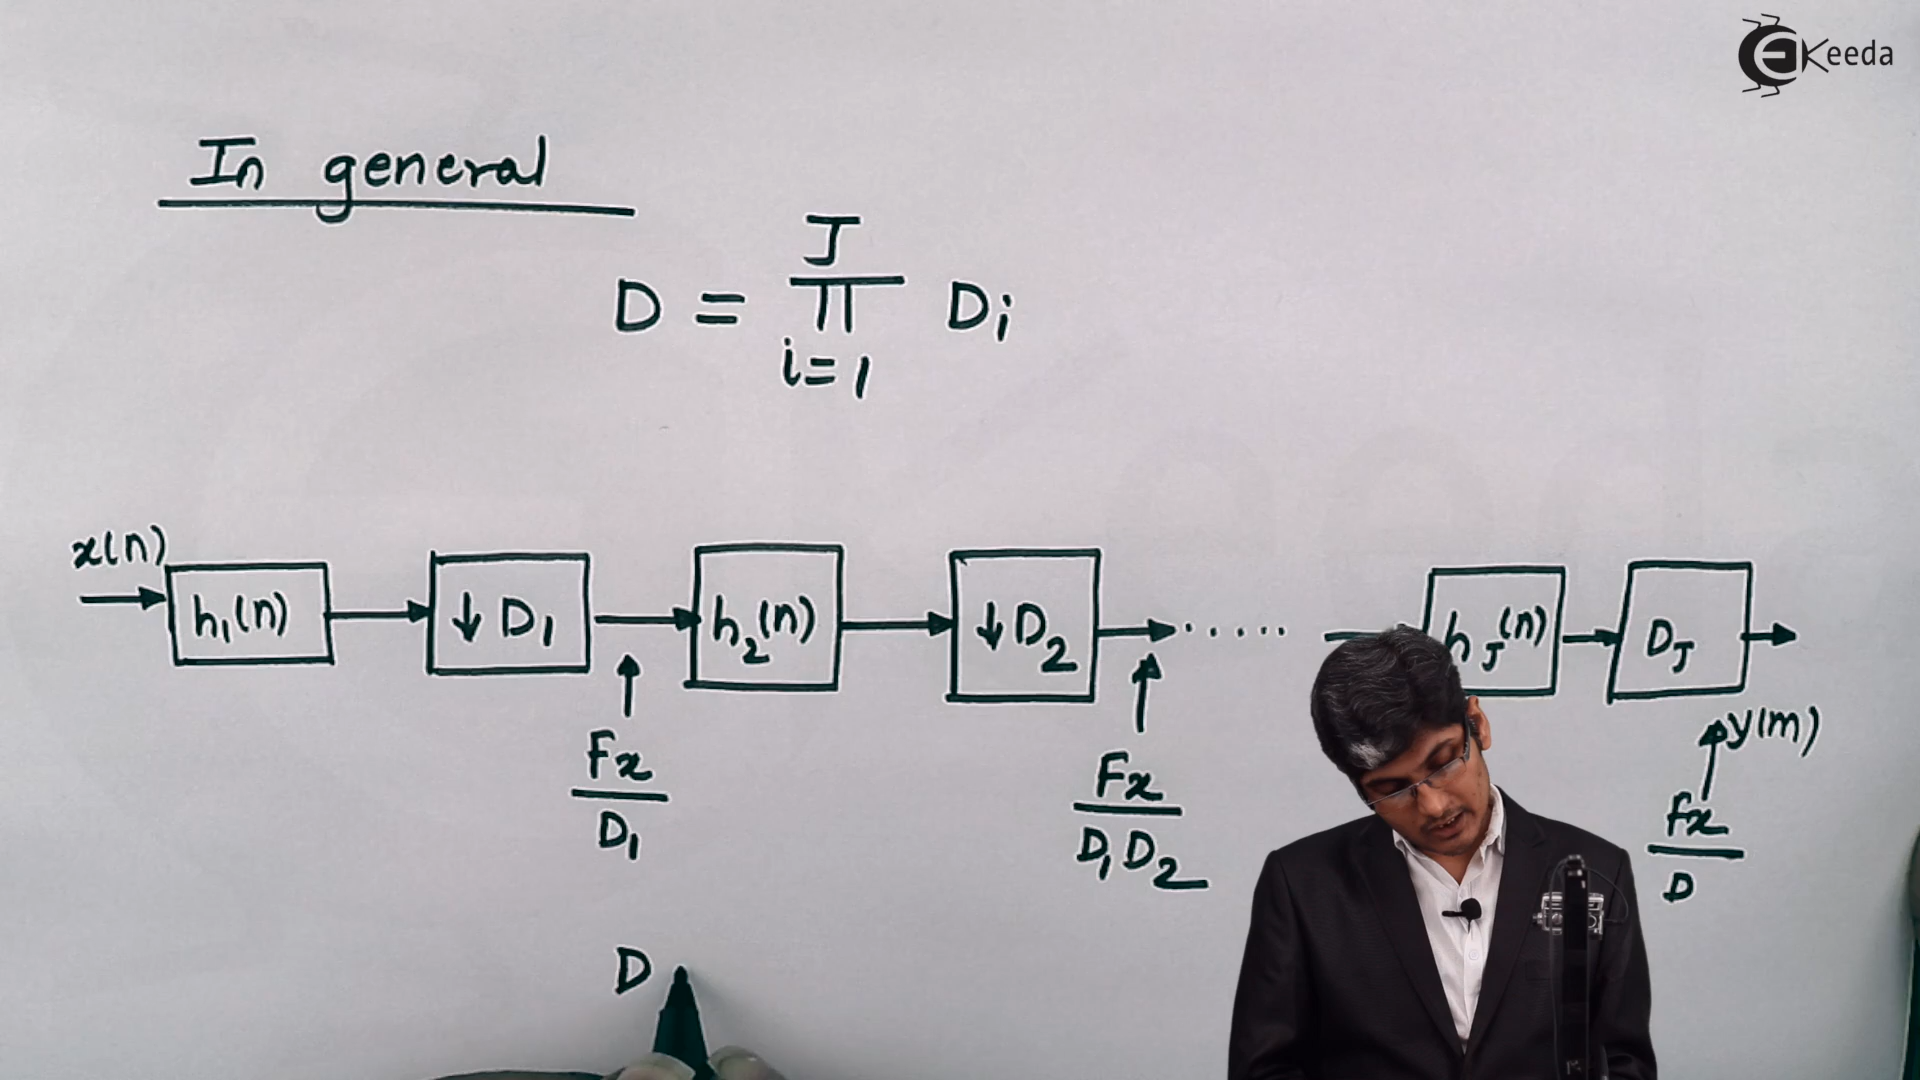 Keeda
In general
J
D = π Di
i=1
x(n)
h1(n) ↓ D1 h2(n) ↓ D2 ...... hJ(n) DJ
y(m)
Fx Fx Fx
D1 D1D2 D
D